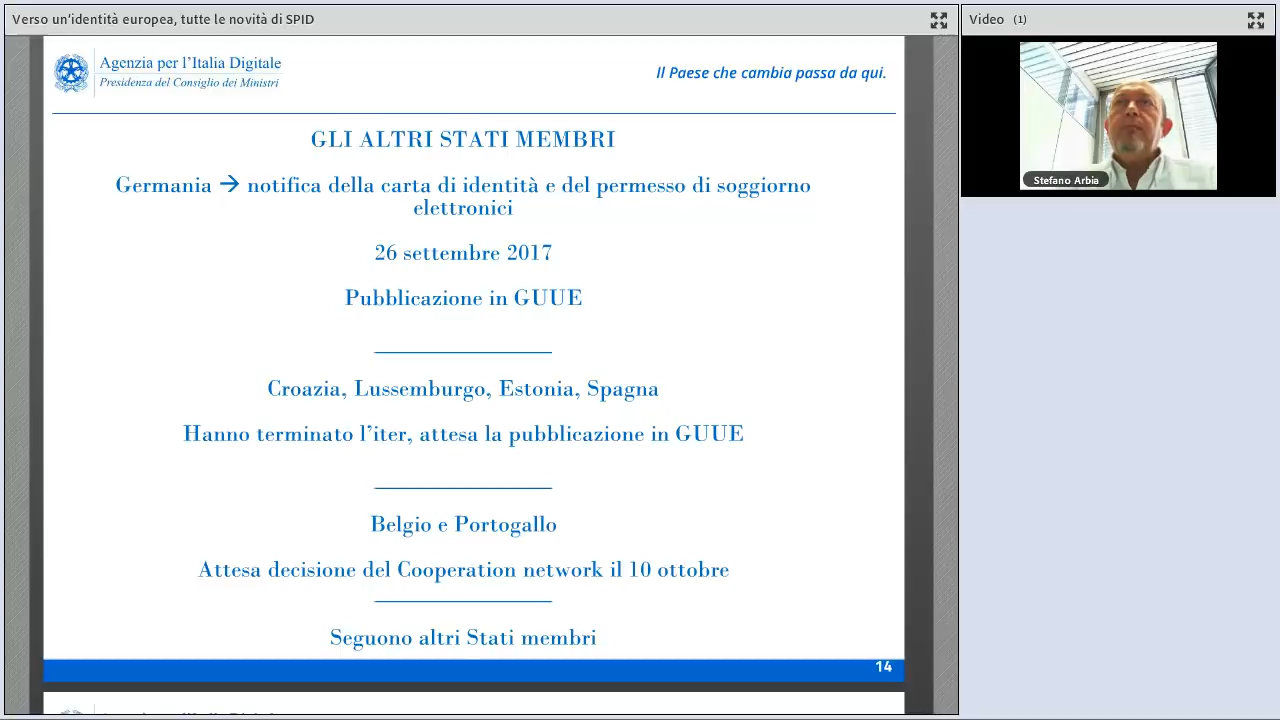 Verso un'identità europea, tutte le novità di SPID
Video (1)
Agenzia per l'Italia Digitale
Presidenza del Consiglio dei Ministri
Il Paese che cambia passa da qui.
Stefano Arbia
GLI ALTRI STATI MEMBRI
Germania → notifica della carta di identità e del permesso di soggiorno
elettronici
26 settembre 2017
Pubblicazione in GUUE
Croazia, Lussemburgo, Estonia, Spagna
Hanno terminato l'iter, attesa la pubblicazione in GUUE
Belgio e Portogallo
Attesa decisione del Cooperation network il 10 ottobre
Seguono altri Stati membri
14